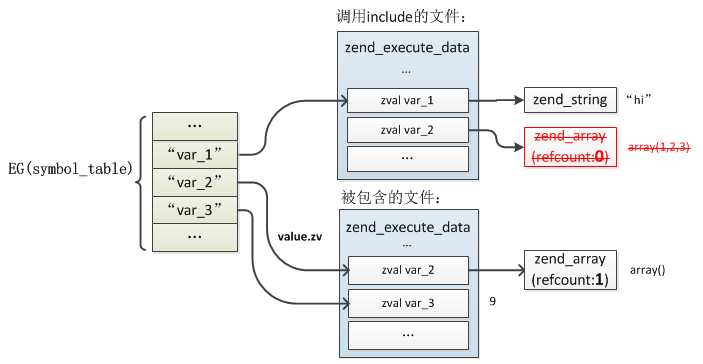 调用include的文件：
zend_execute_data
...
zval var_1
zend_string
“hi”
zval var_2
zend_array
(refcount:0)
array(1,2,3)
...
EG(symbol_table)
...
“var_1”
“var_2”
“var_3”
...
value.zv
被包含的文件：
zend_execute_data
...
zval var_2
zend_array
(refcount:1)
array()
zval var_3
9
...